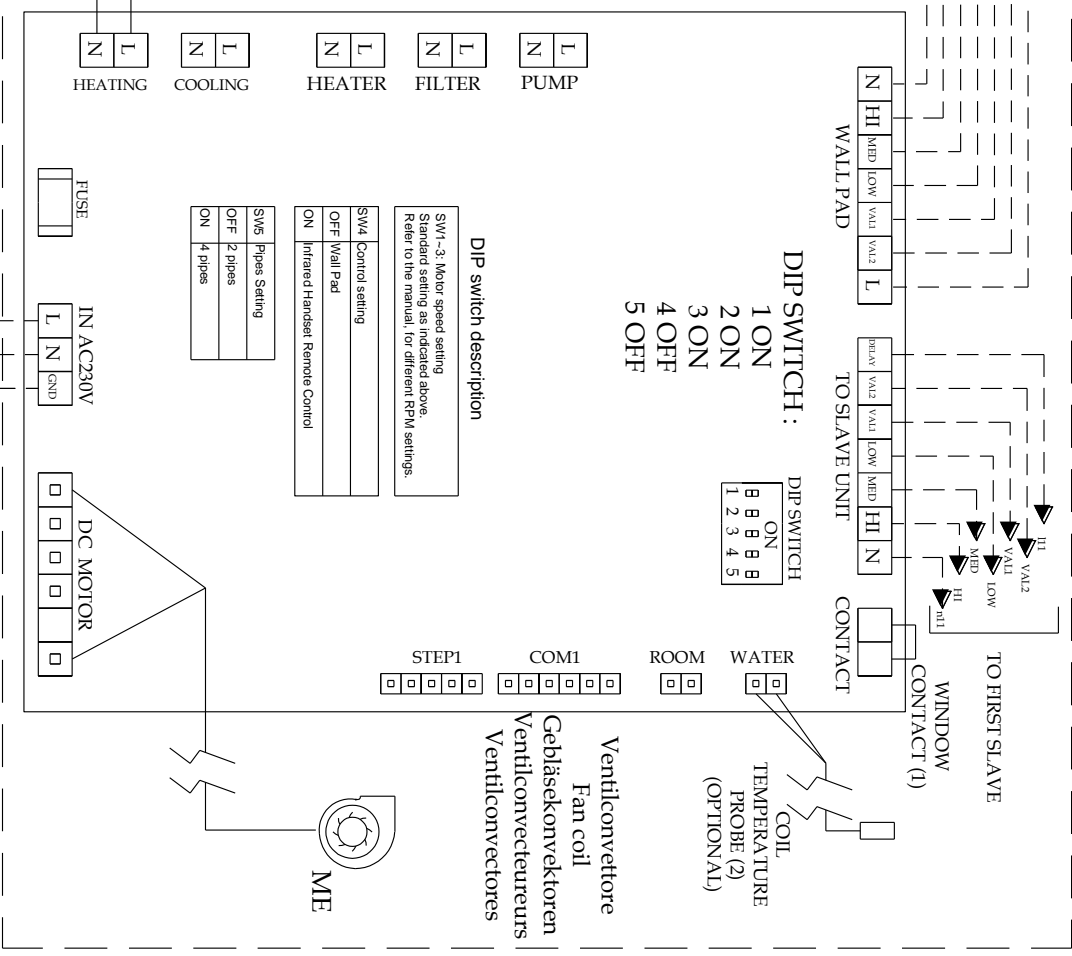 N L
HEATING
N L
COOLING
N L
HEATER
N L
FILTER
N L
PUMP
N HI MED LOW VAL1 VAL2 L
WALL PAD
DELAY VAL2 VAL1 LOW MED HI N
TO SLAVE UNIT
CONTACT
l11
VAL2
VAL1
LOW
MED
HI
n11
TO FIRST SLAVE
WINDOW
CONTACT (1)
DIP SWITCH :
1 ON
2 ON
3 ON
4 OFF
5 OFF
DIP SWITCH
ON
1 2 3 4 5
DIP switch description
SW1~3: Motor speed setting
Standard setting as indicated above.
Refer to the manual, for different RPM settings.
SW4 Control setting
OFF Wall Pad
ON Infrared Handset Remote Control
SW5 Pipes Setting
OFF 2 pipes
ON 4 pipes
FUSE
IN AC230V
L N GND
DC MOTOR
STEP1
COM1
ROOM
WATER
COIL
TEMPERATURE
PROBE (2)
(OPTIONAL)
Ventilconvettore
Fan coil
Gebläsekonvektoren
Ventilconvecteureurs
Ventilconvectores
ME